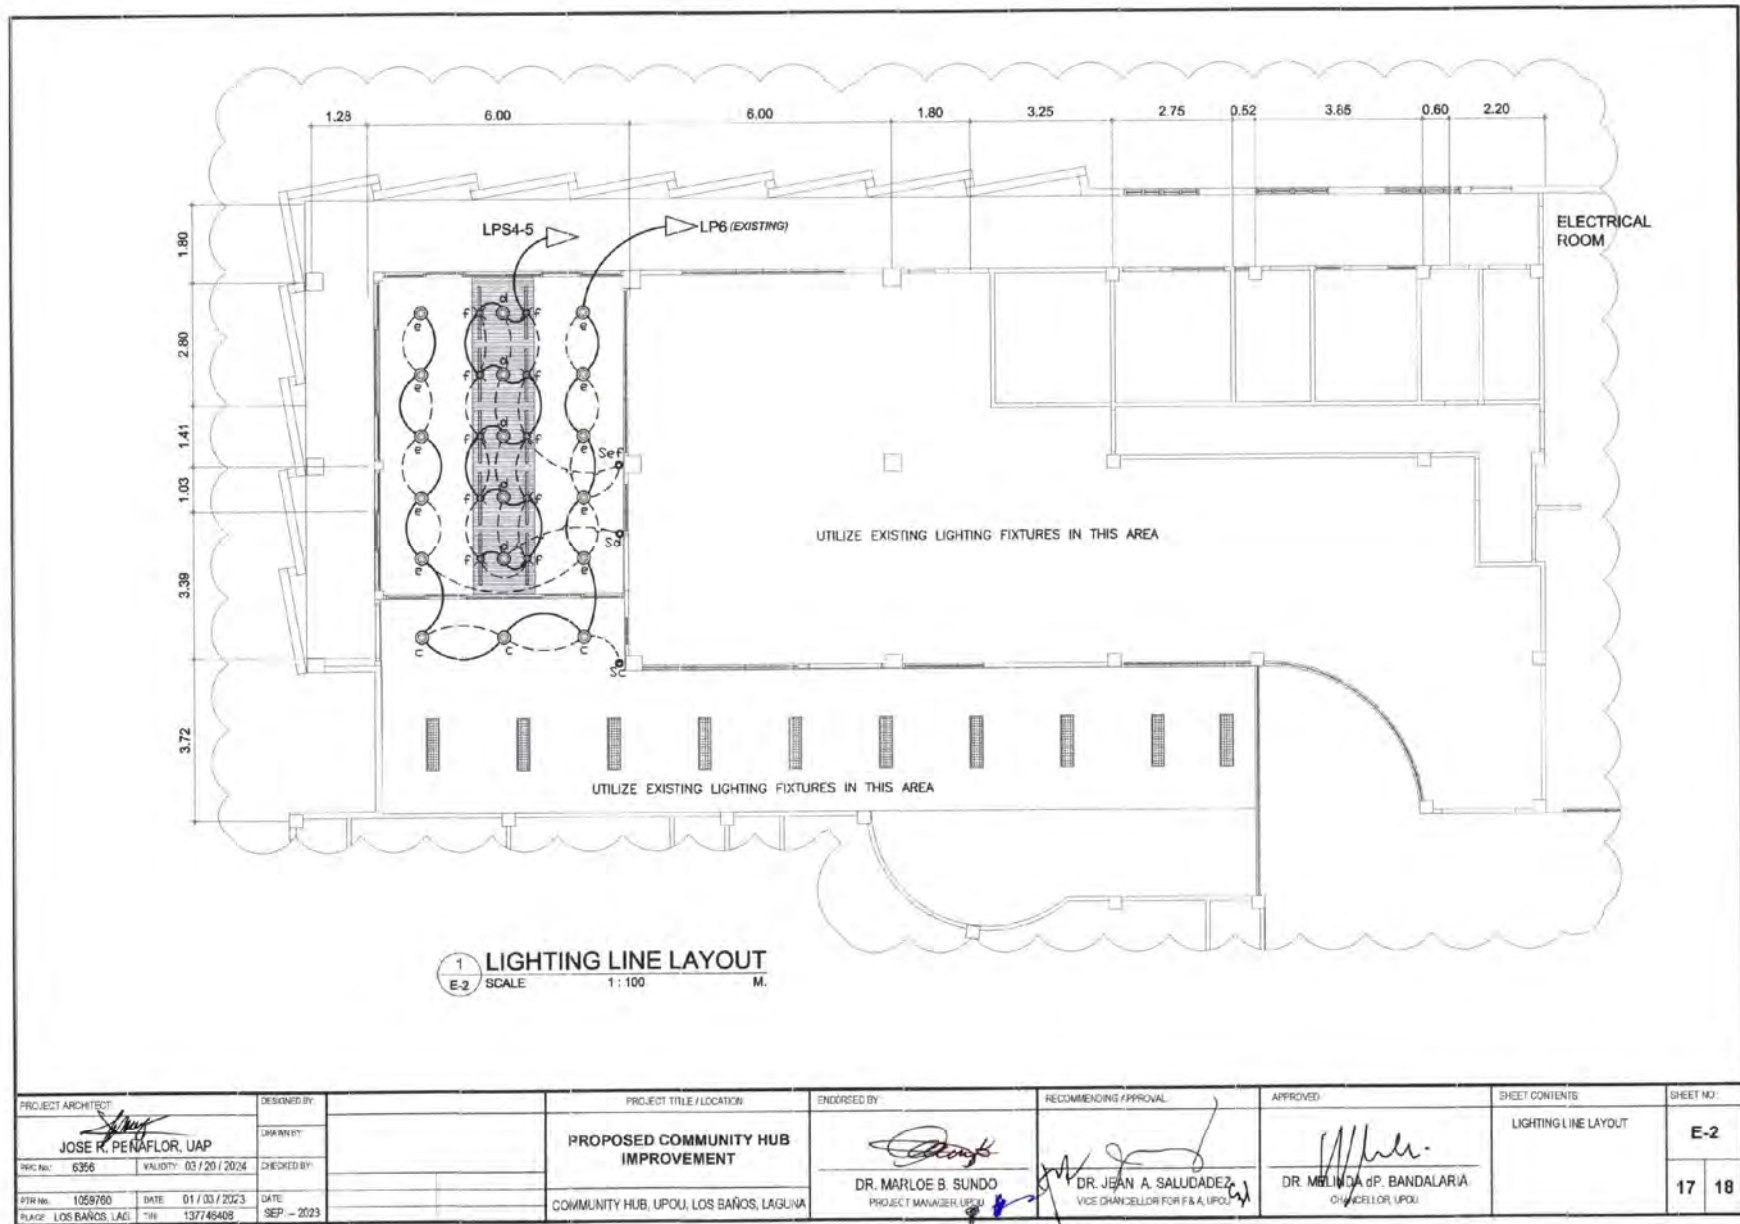 1.28 6.00 6.00 1.80 3.25 2.75 0.52 3.85 0.60 2.20
LPS4-5
LP6 (EXISTING)
ELECTRICAL
ROOM
1.80
2.80
1.41
1.03
3.39
3.72
e f d f e
e f d f e
e f d f e
Sef
e f d f e
Sd
e f d f e
c c c
Sc
UTILIZE EXISTING LIGHTING FIXTURES IN THIS AREA
UTILIZE EXISTING LIGHTING FIXTURES IN THIS AREA
1
E-2
LIGHTING LINE LAYOUT
SCALE 1 : 100 M.
PROJECT ARCHITECT:
JOSE R. PEÑAFLOR, UAP
PRC No.: 6356 VALIDITY: 03 / 20 / 2024
PTR No. 1059760 DATE 01 / 03 / 2023
PLACE LOS BAÑOS, LAG. TIN: 137746408
DESIGNED BY:
DRAWN BY:
CHECKED BY:
DATE
SEP. – 2023
PROJECT TITLE / LOCATION
PROPOSED COMMUNITY HUB
IMPROVEMENT
COMMUNITY HUB, UPOU, LOS BAÑOS, LAGUNA
ENDORSED BY:
DR. MARLOE B. SUNDO
PROJECT MANAGER, UPOU
RECOMMENDING APPROVAL
DR. JEAN A. SALUDADEZ
VICE CHANCELLOR FOR F & A, UPOU
APPROVED
DR. MELINDA dP. BANDALARIA
CHANCELLOR, UPOU
SHEET CONTENTS
LIGHTING LINE LAYOUT
SHEET NO.:
E-2
17 18